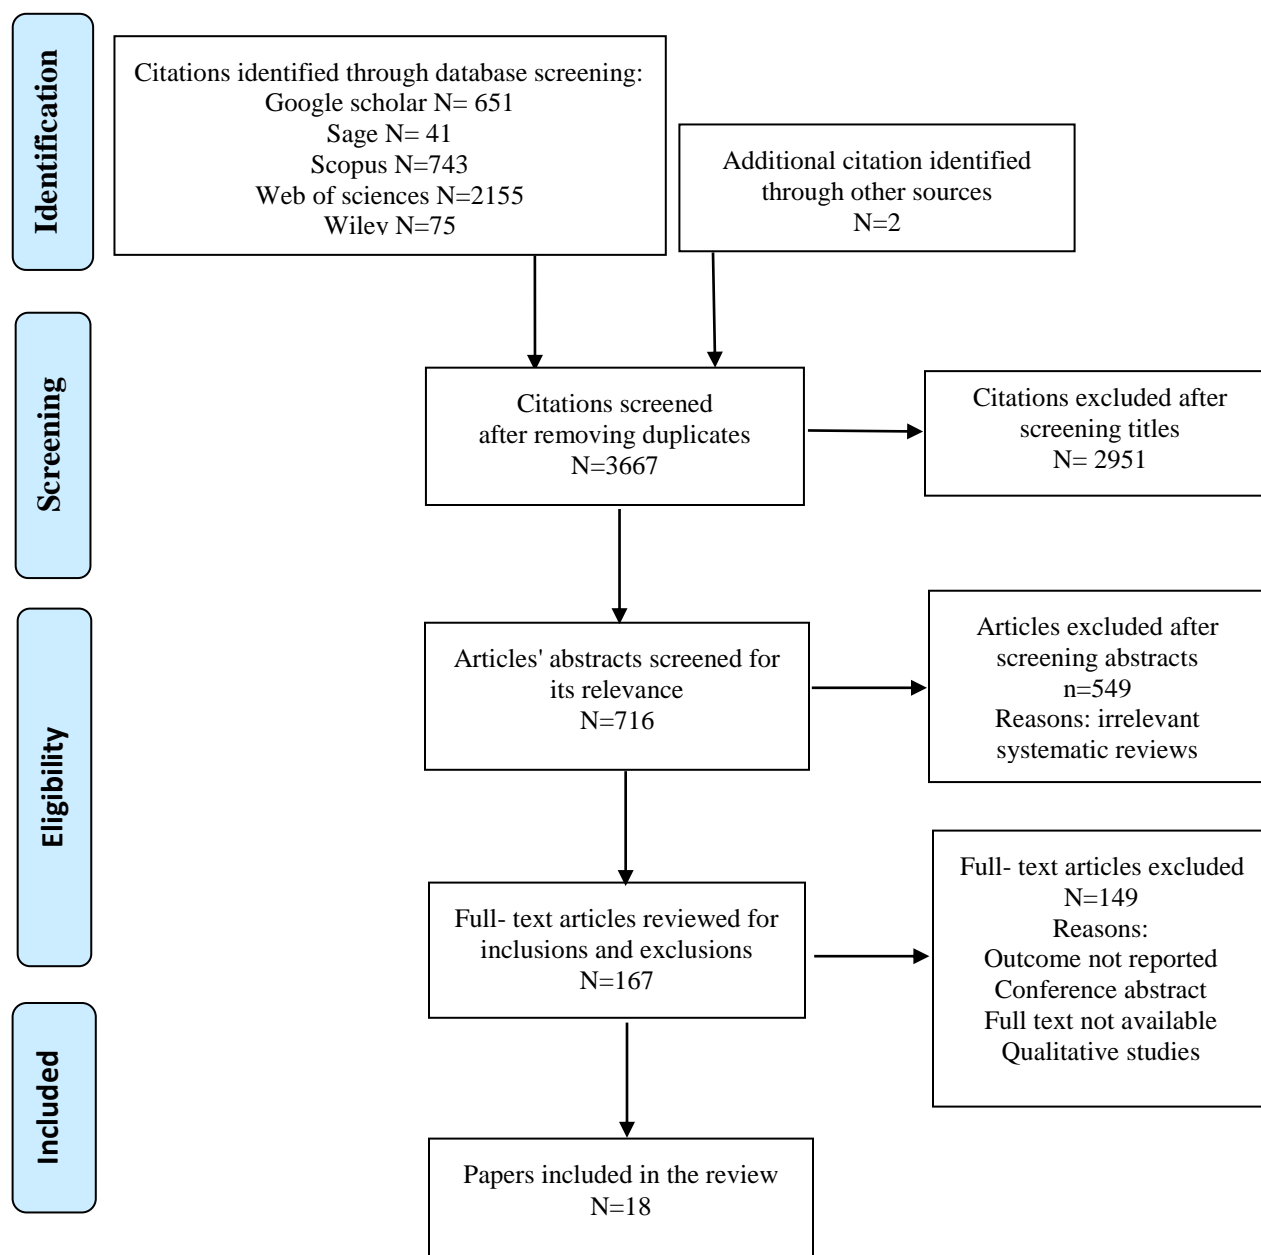 Identification
Citations identified through database screening:
Google scholar N= 651
Sage N= 41
Scopus N=743
Web of sciences N=2155
Wiley N=75
Additional citation identified
through other sources
N=2
Screening
Citations screened
after removing duplicates
N=3667
Citations excluded after
screening titles
N= 2951
Eligibility
Articles' abstracts screened for
its relevance
N=716
Articles excluded after
screening abstracts
n=549
Reasons: irrelevant
systematic reviews
Full- text articles reviewed for
inclusions and exclusions
N=167
Full- text articles excluded
N=149
Reasons:
Outcome not reported
Conference abstract
Full text not available
Qualitative studies
Included
Papers included in the review
N=18